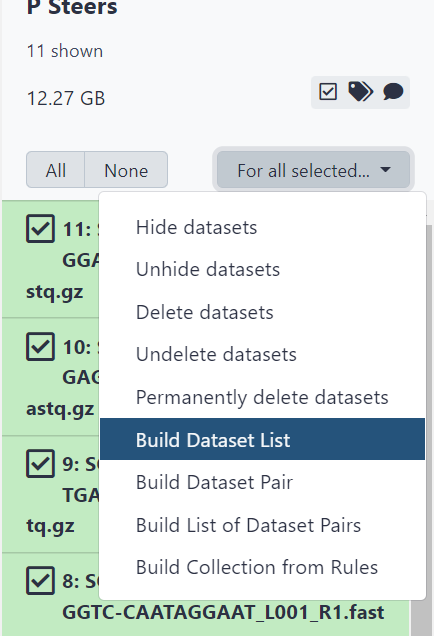 P Steers
11 shown
12.27 GB
All None For all selected...
11:
GGA
stq.gz
10:
GAG
astq.gz
9:
TGA
tq.gz
8:
GGTC-CAATAGGAAT_L001_R1.fast
Hide datasets
Unhide datasets
Delete datasets
Undelete datasets
Permanently delete datasets
Build Dataset List
Build Dataset Pair
Build List of Dataset Pairs
Build Collection from Rules